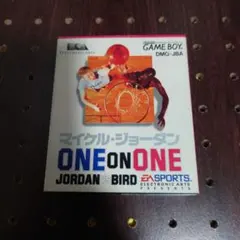 GAME BOY
DMG-JBA
マイケル・ジョーダン
ONE ON ONE
JORDAN VS BIRD
EA SPORTS
ELECTRONIC ARTS
PRESENTS